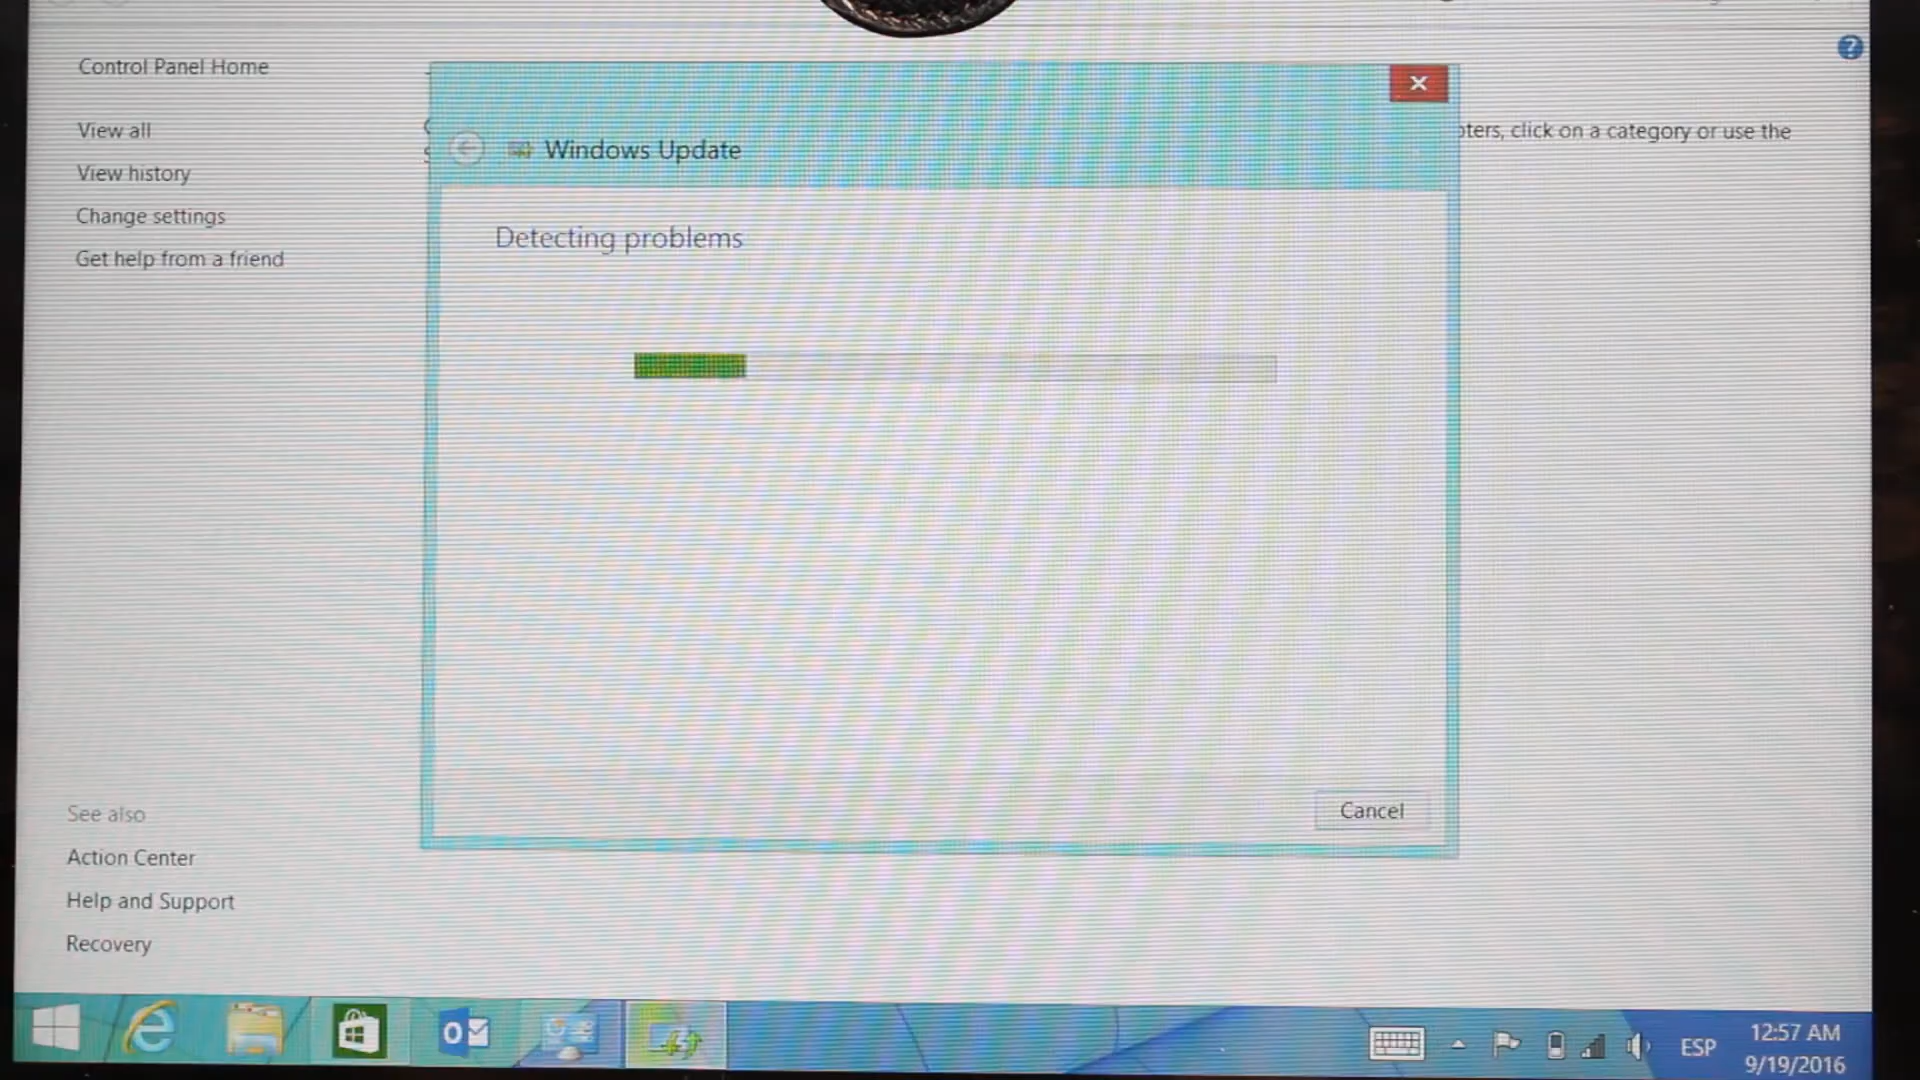 Control Panel Home
View all
View history
Change settings
Get help from a friend
pters, click on a category or use the
Windows Update
Detecting problems
Cancel
See also
Action Center
Help and Support
Recovery
ESP
12:57 AM
9/19/2016